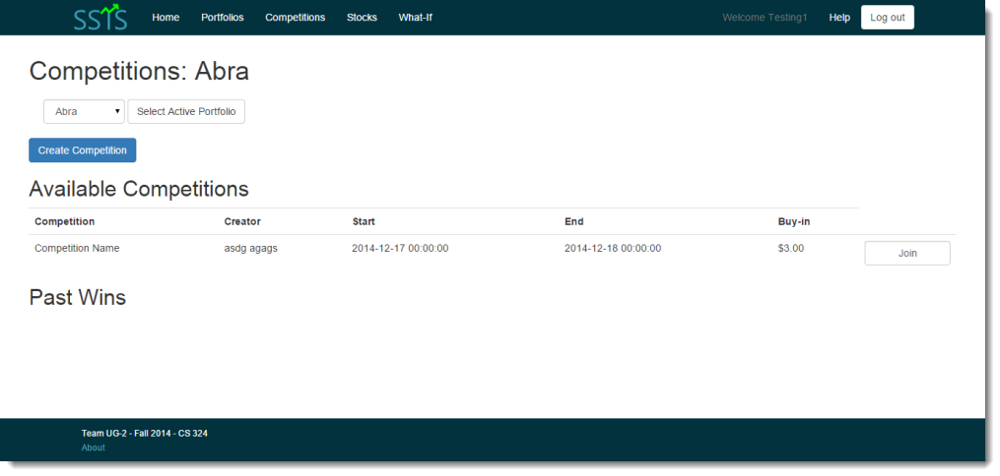 SSTS Home Portfolios Competitions Stocks What-If Welcome Testing1 Help Log out
Competitions: Abra
Abra Select Active Portfolio
Create Competition
Available Competitions
Competition Creator Start End Buy-in
Competition Name asdg agags 2014-12-17 00:00:00 2014-12-18 00:00:00 $3.00 Join
Past Wins
Team UG-2 - Fall 2014 - CS 324
About